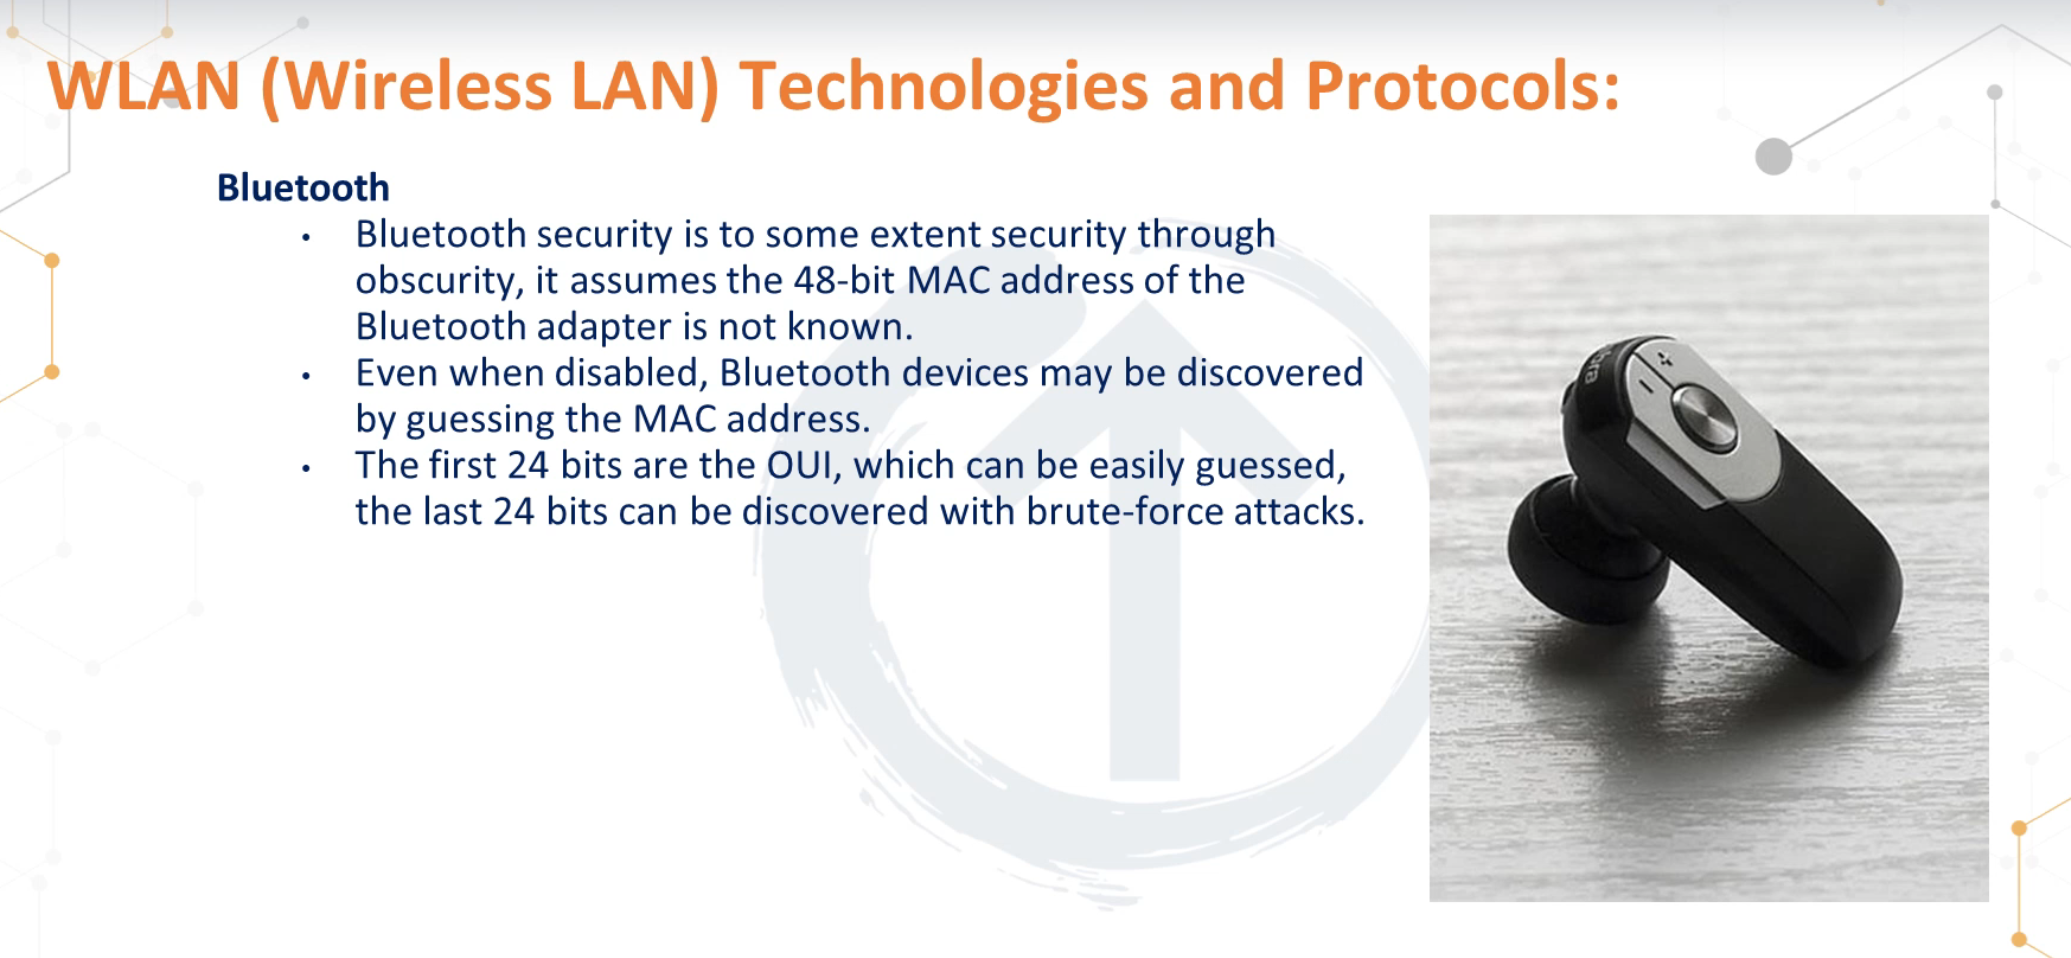 WLAN (Wireless LAN) Technologies and Protocols:
Bluetooth
• Bluetooth security is to some extent security through
obscurity, it assumes the 48-bit MAC address of the
Bluetooth adapter is not known.
• Even when disabled, Bluetooth devices may be discovered
by guessing the MAC address.
• The first 24 bits are the OUI, which can be easily guessed,
the last 24 bits can be discovered with brute-force attacks.